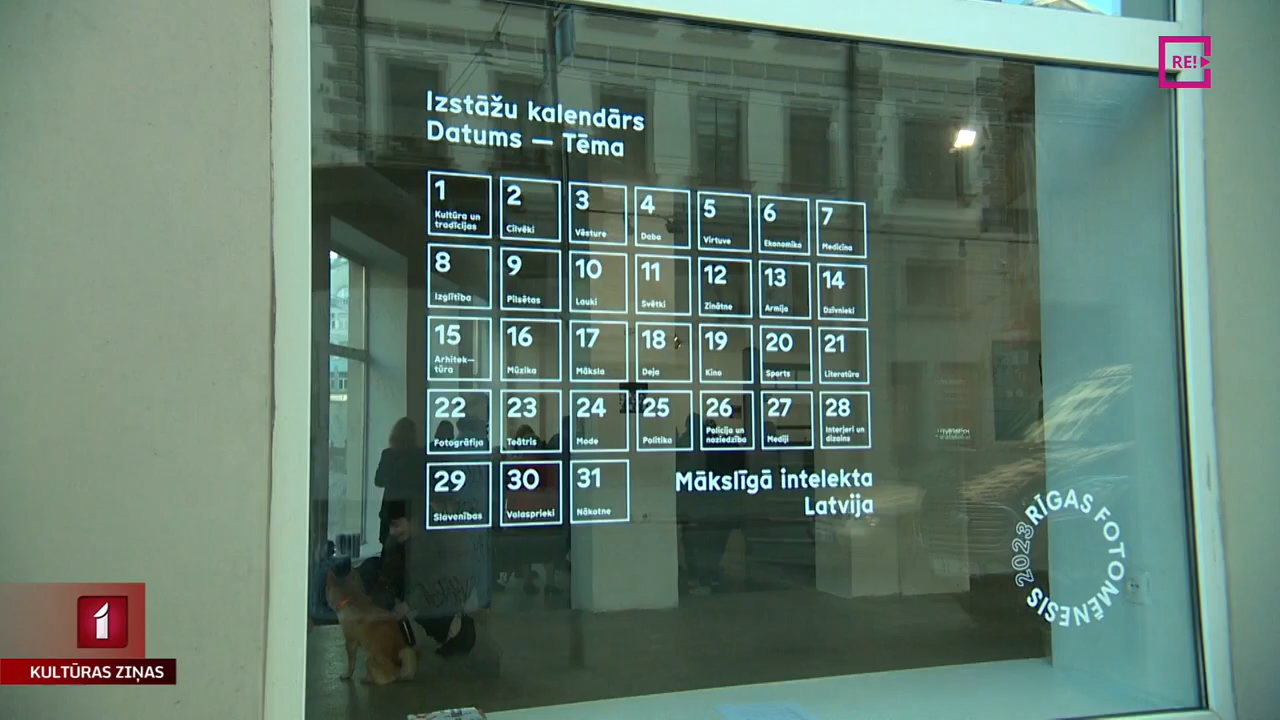 RE!
Izstāžu kalendārs
Datums — Tēma
1 2 3 4 5 6 7
Kultūra un tradīcijas
Cilvēki
Vēsture
Daba
Virtuve
Ekonomika
Medicīna
8 9 10 11 12 13 14
Izglītība
Pilsētas
Lauki
Svētki
Zinātne
Armija
Dzīvnieki
15 16 17 18 19 20 21
Arhitek—
tūra
Mūzika
Māksla
Deja
Kino
Sports
Literatūra
22 23 24 25 26 27 28
Fotogrāfija
Teātris
Mode
Politika
Policija un
noziedzība
Mediji
Interjeri un
dizains
29 30 31
Slavenības
Valasprieki
Nākotne
Mākslīgā intelekta
Latvija
RĪGAS FOTOMĒNESIS 2023
1
KULTŪRAS ZIŅAS